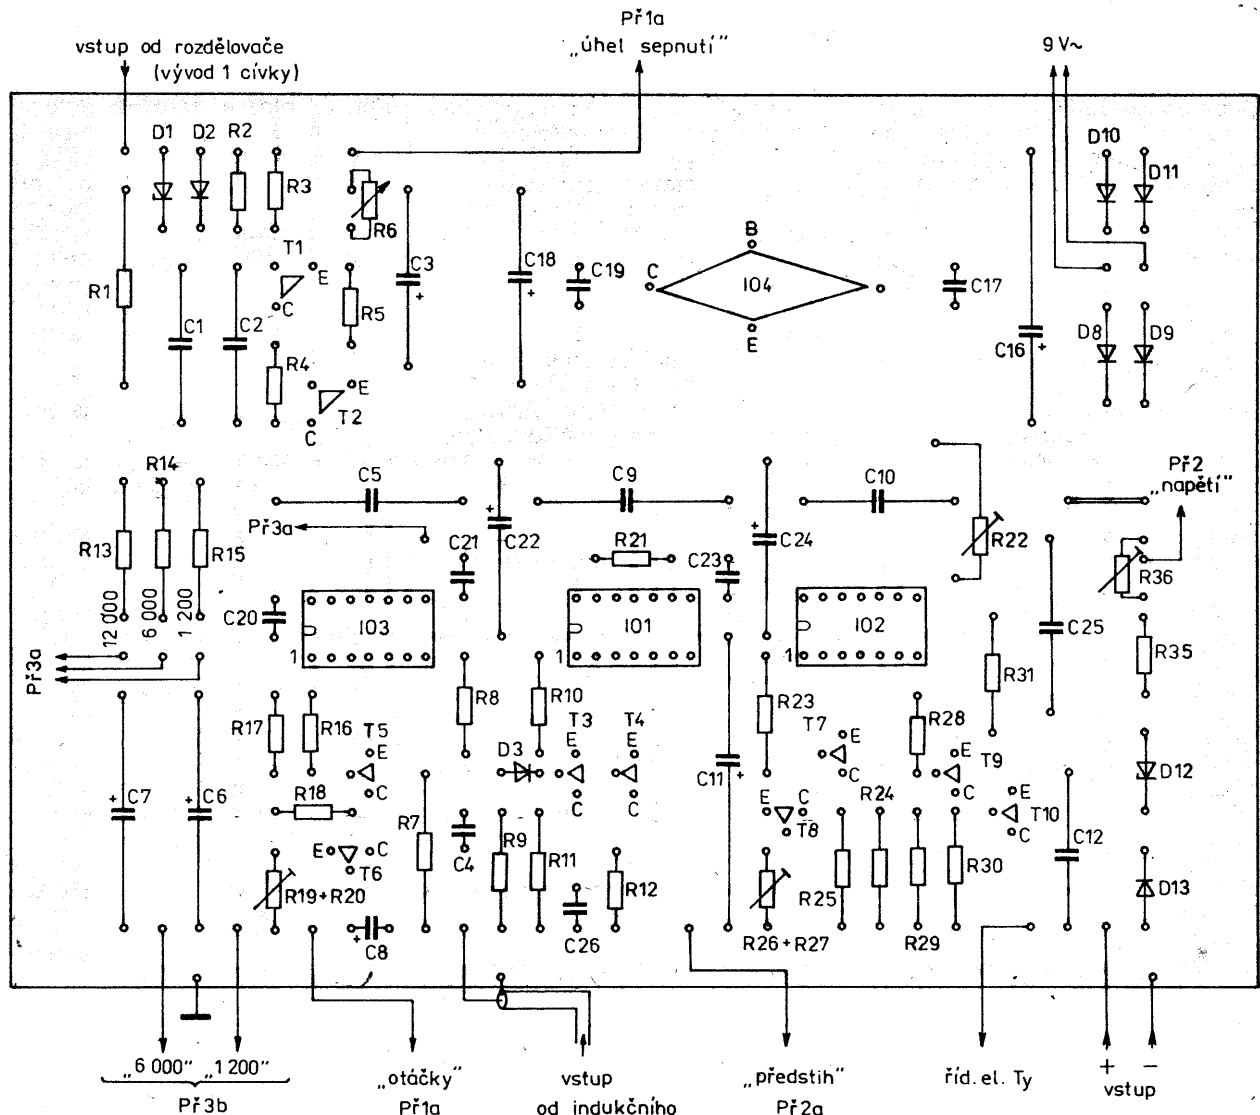 Př1a
vstup od rozdělovače
„úhel sepnutí"
9 V~
(vývod 1 cívky)
D1 D2 R2
D10
R3
D11
R6
T1
B
E
C3
C18
C19
C
IO4
C17
R1
C
R5
C1
C2
E
D8
D9
C16
R4
E
T2
C
Př2
R14
C5
C9
C10
„napětí"
Př3a
R13
R15
C21
C22
R21
C23
C24
R22
R36
12 000
6 000
1 200
C20
IO3
IO1
IO2
C25
R35
1
1
1
Př3a
R31
R8
R10
R23
R17
R16
T5
T3
T4
T7
R28
E
D3
E
E
E
E
T9
C7
C6
C
C
C
C11
C
C
D12
R18
R7
E
C
R24
E
T10
T8
C
E
C
T6
C4
R9
R11
C12
R30
R19+R20
R12
R25
D13
C8
C26
R26+R27
R29
+
−
„6 000"
„1 200"
„otáčky"
vstup
„předstih"
říd. el. Ty
vstup
Př3b
Př1a
od indukčního
Př2a